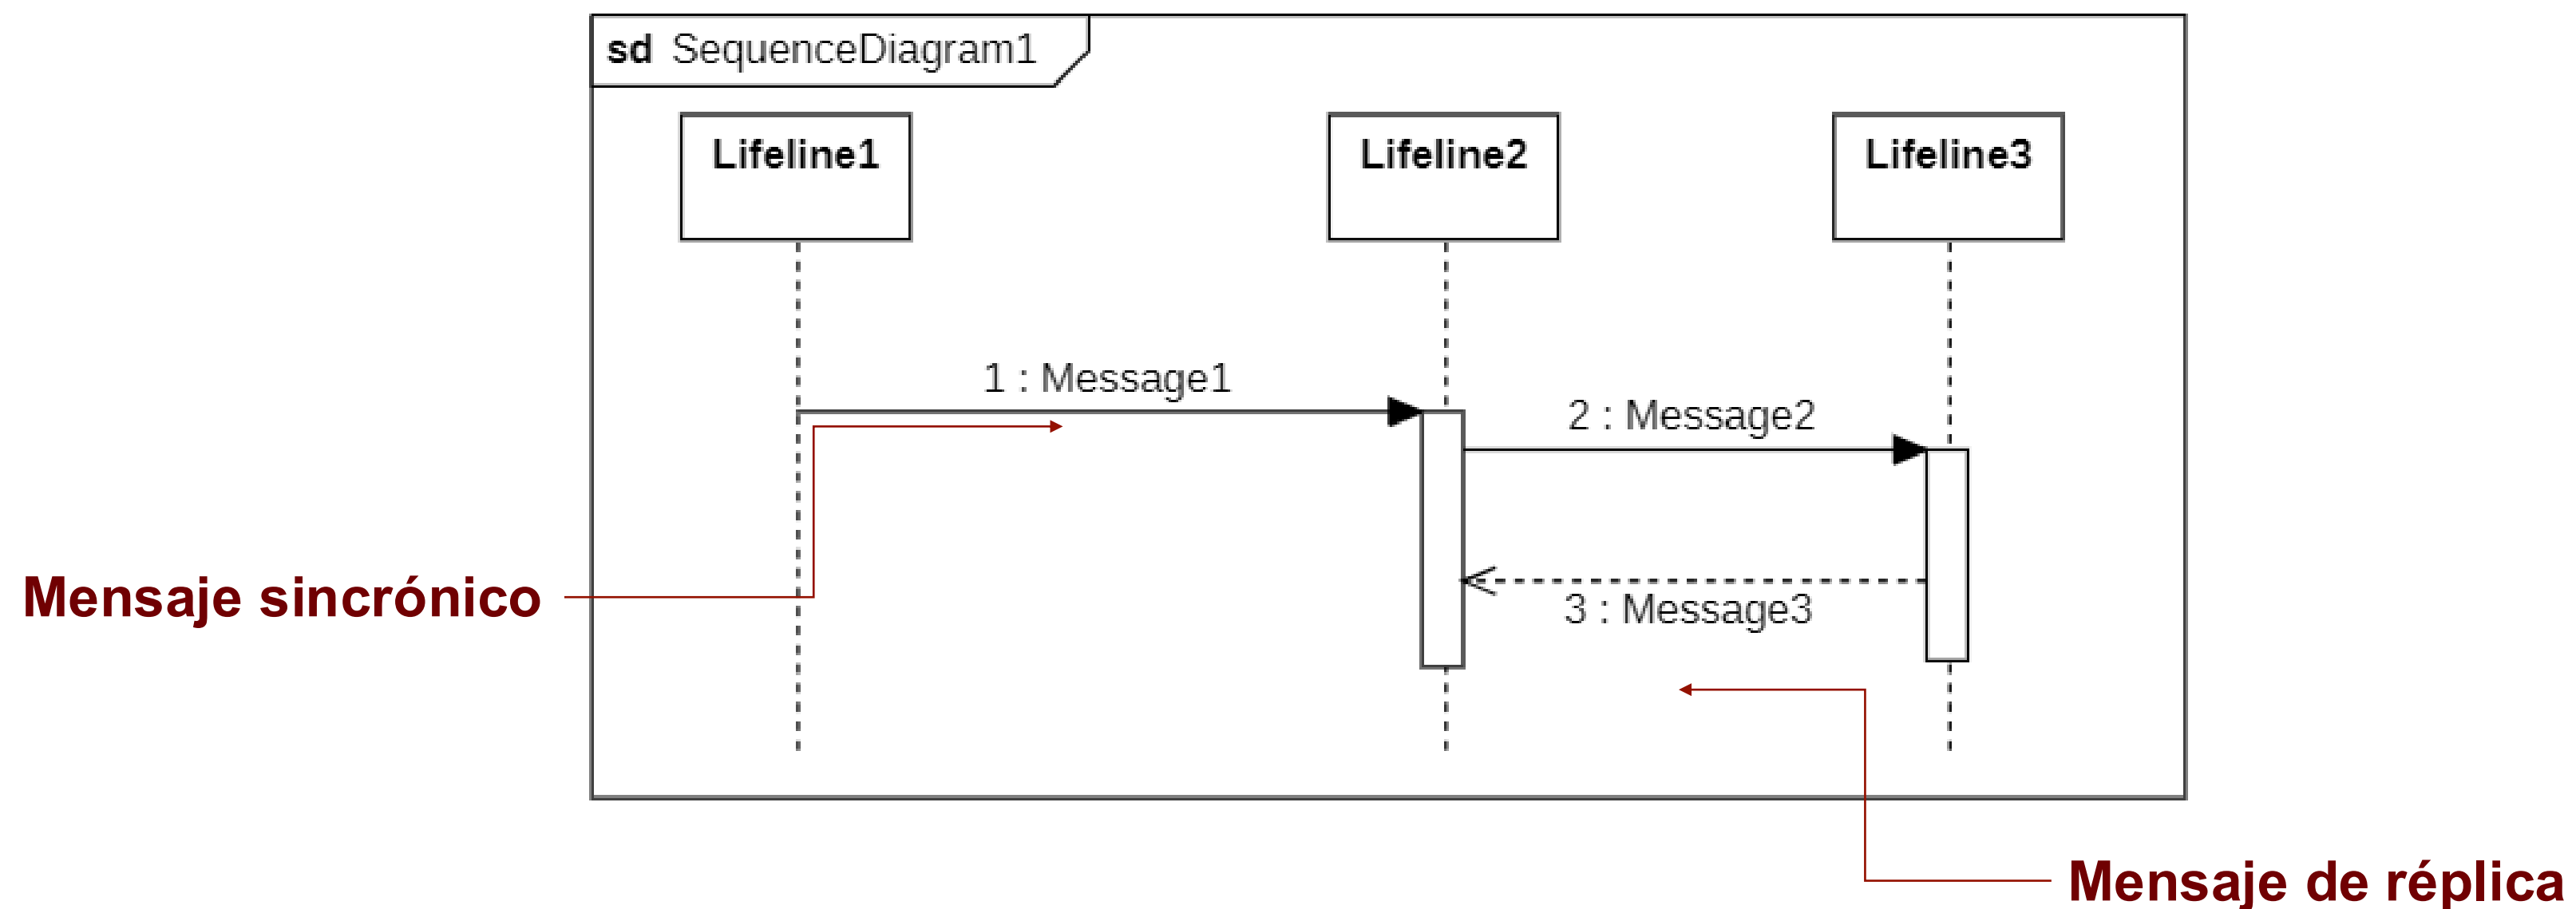 sd SequenceDiagram1
Lifeline1
Lifeline2
Lifeline3
1 : Message1
2 : Message2
Mensaje sincrónico
3 : Message3
Mensaje de réplica